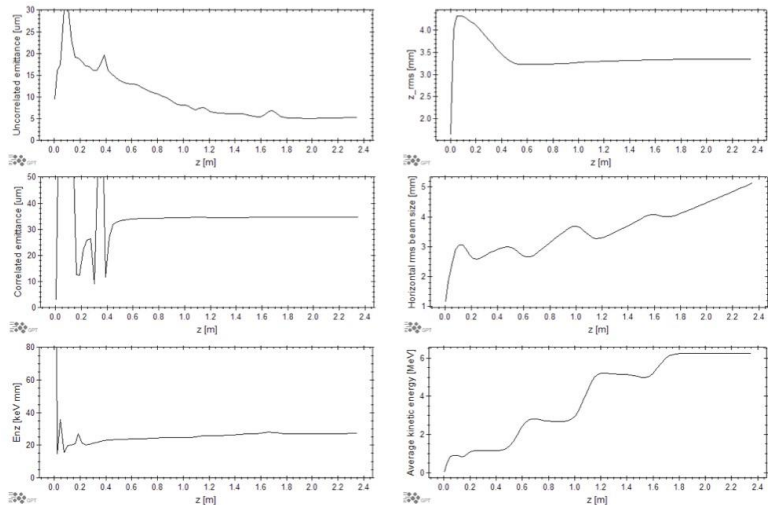 Uncorrelated emittance [um]
30
25
20
15
10
5
0
0.0 0.2 0.4 0.6 0.8 1.0 1.2 1.4 1.6 1.8 2.0 2.2 2.4
z [m]
GPT
z_rms [mm]
4.0
3.5
3.0
2.5
2.0
0.0 0.2 0.4 0.6 0.8 1.0 1.2 1.4 1.6 1.8 2.0 2.2 2.4
z [m]
GPT
Correlated emittance [um]
50
40
30
20
10
0
0.0 0.2 0.4 0.6 0.8 1.0 1.2 1.4 1.6 1.8 2.0 2.2 2.4
z [m]
GPT
Horizontal rms beam size [mm]
5
4
3
2
1
0.0 0.2 0.4 0.6 0.8 1.0 1.2 1.4 1.6 1.8 2.0 2.2 2.4
z [m]
GPT
Enz [keV mm]
80
60
40
20
0
0.0 0.2 0.4 0.6 0.8 1.0 1.2 1.4 1.6 1.8 2.0 2.2 2.4
z [m]
GPT
Average kinetic energy [MeV]
6
4
2
0
0.0 0.2 0.4 0.6 0.8 1.0 1.2 1.4 1.6 1.8 2.0 2.2 2.4
z [m]
GPT